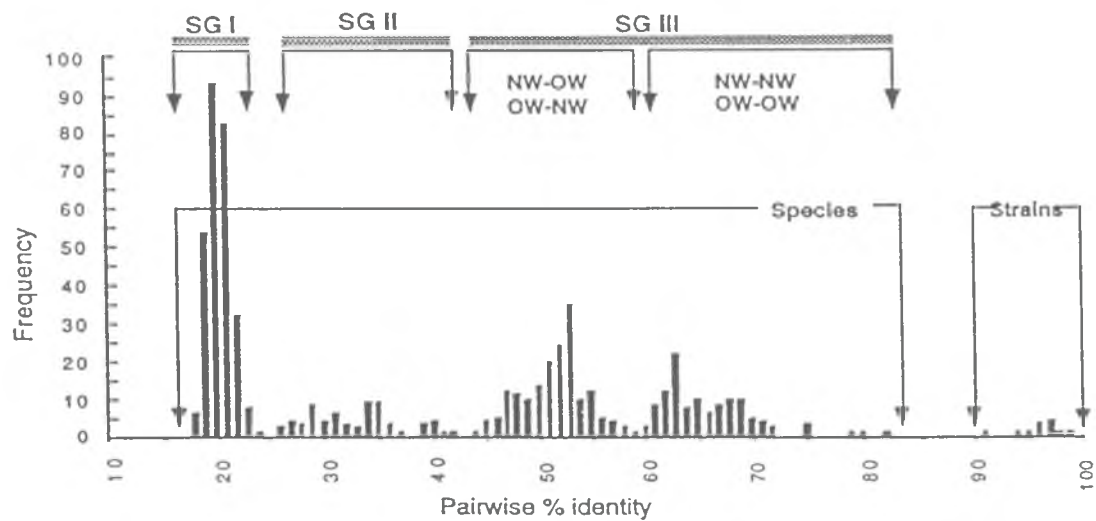 SG I SG II SG III
100
90
80
70
60
50
40
30
20
10
0
NW-OW
OW-NW
NW-NW
OW-OW
Species
Strains
Frequency
10 20 30 40 50 60 70 80 90 100
Pairwise % identity